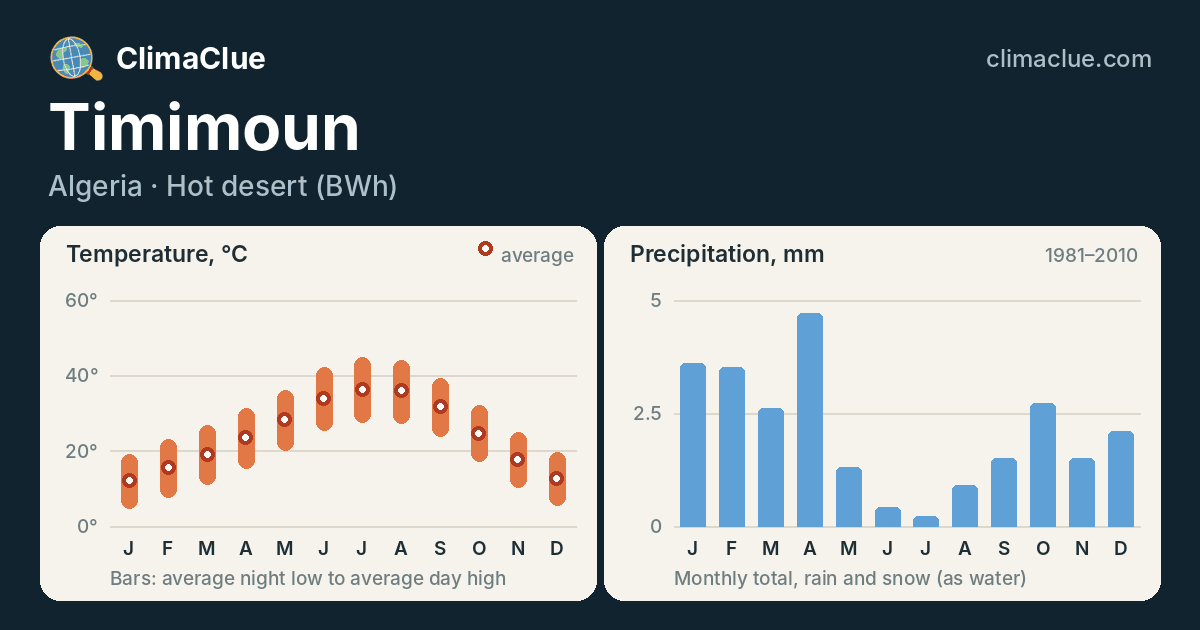 ClimaClue
climaclue.com
Timimoun
Algeria · Hot desert (BWh)
Temperature, °C
average
60°
40°
20°
0°
J F M A M J J A S O N D
Bars: average night low to average day high
Precipitation, mm
1981–2010
5
2.5
0
J F M A M J J A S O N D
Monthly total, rain and snow (as water)